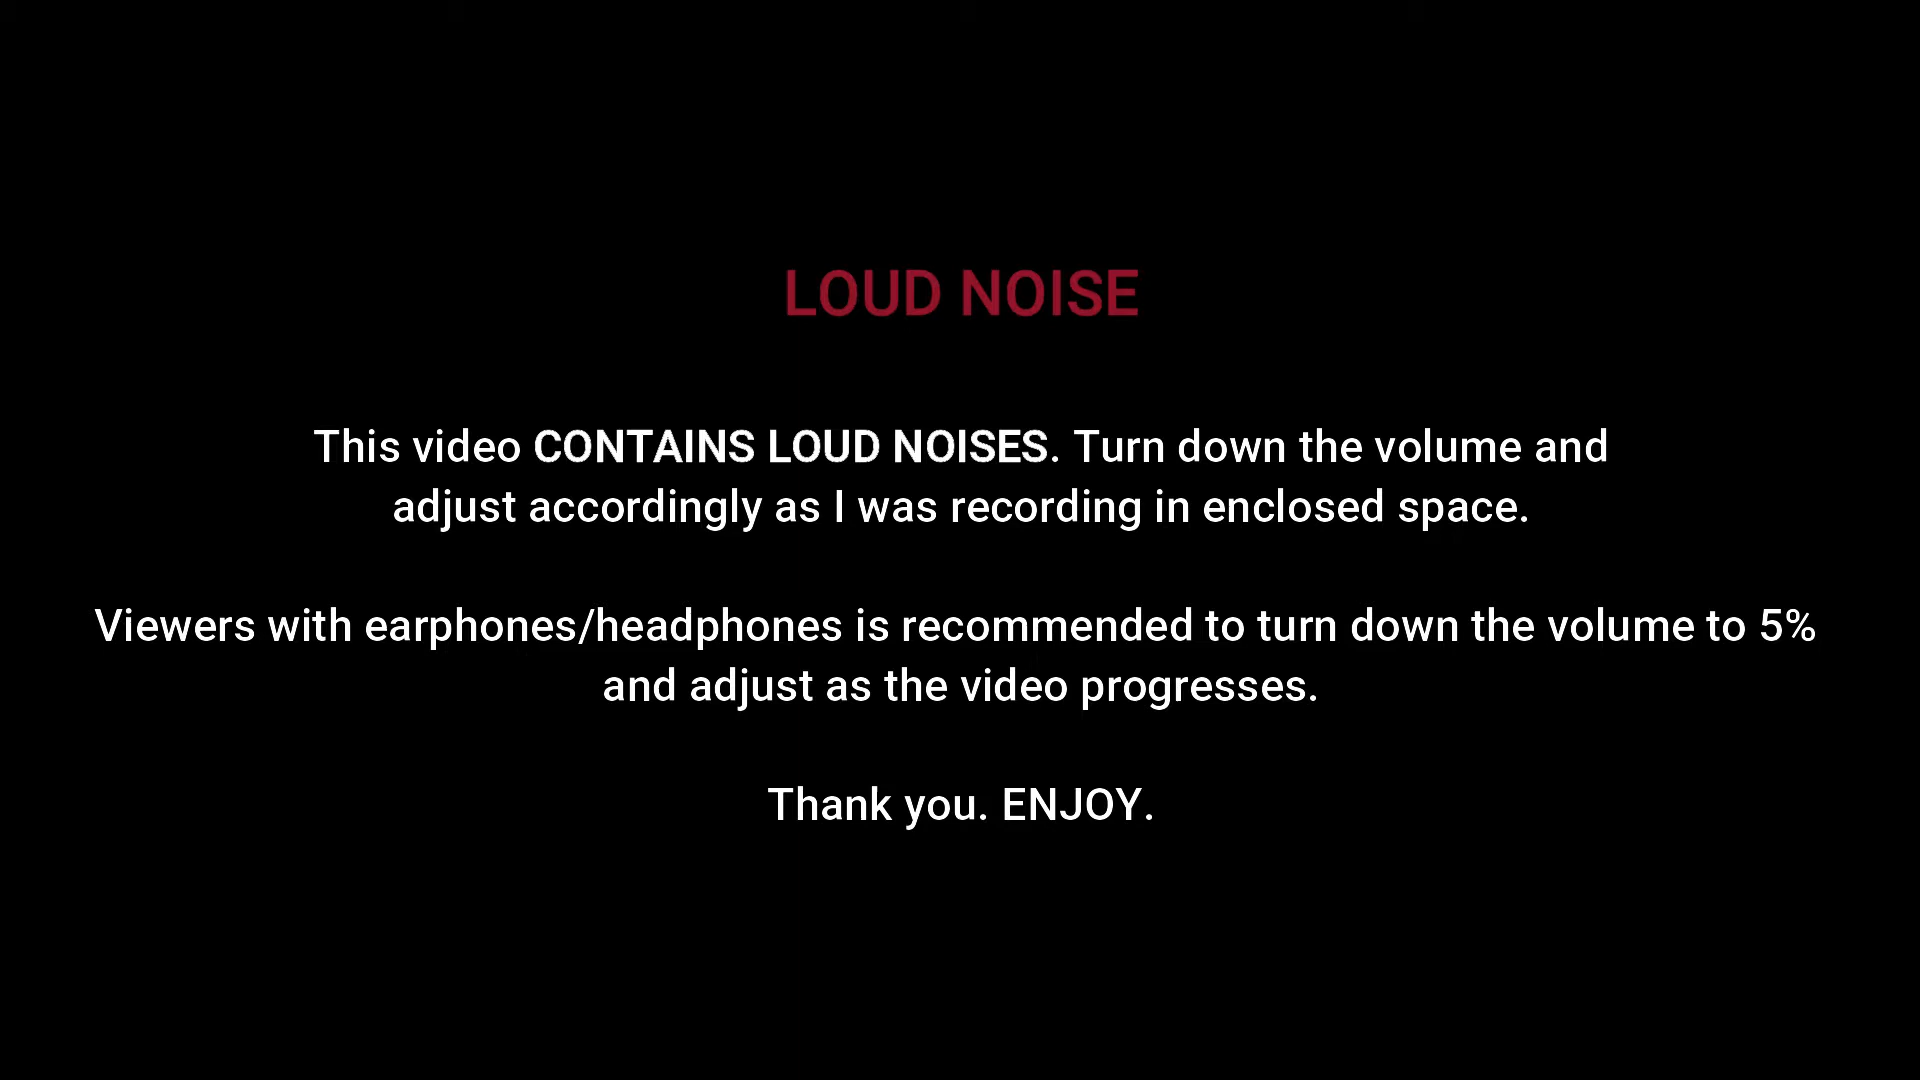 LOUD NOISE
This video CONTAINS LOUD NOISES. Turn down the volume and
adjust accordingly as I was recording in enclosed space.
Viewers with earphones/headphones is recommended to turn down the volume to 5%
and adjust as the video progresses.
Thank you. ENJOY.